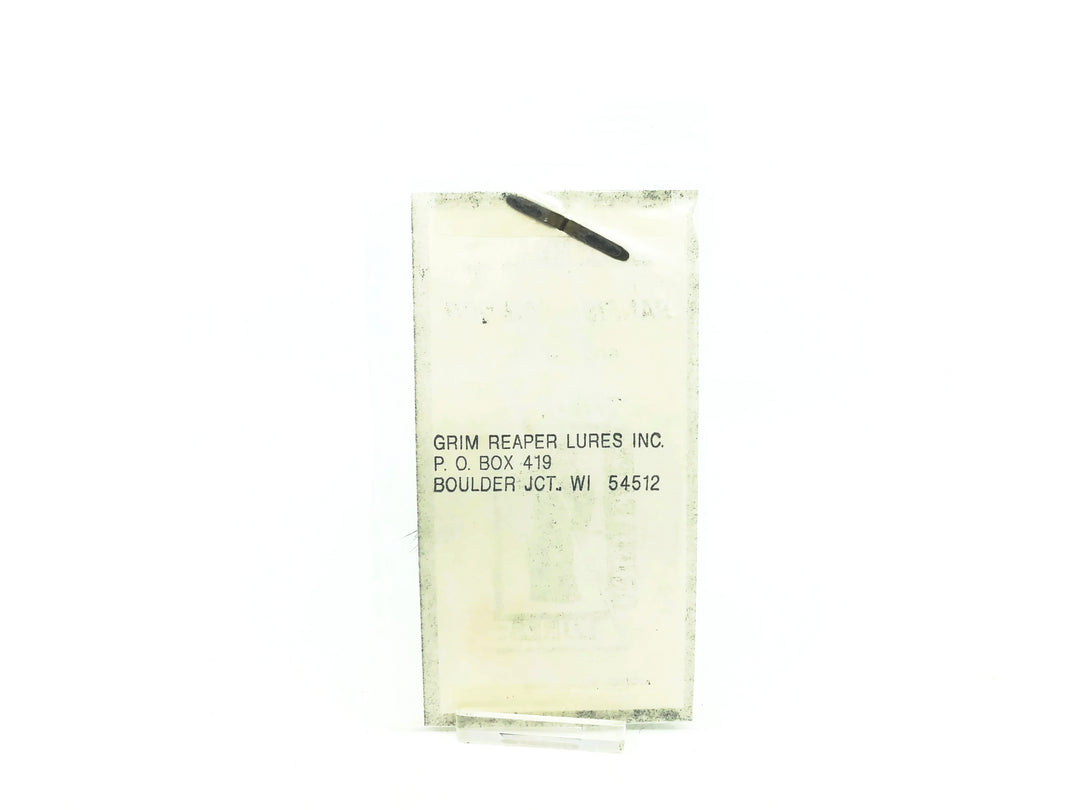 GRIM REAPER LURES INC.
P. O. BOX 419
BOULDER JCT., WI 54512